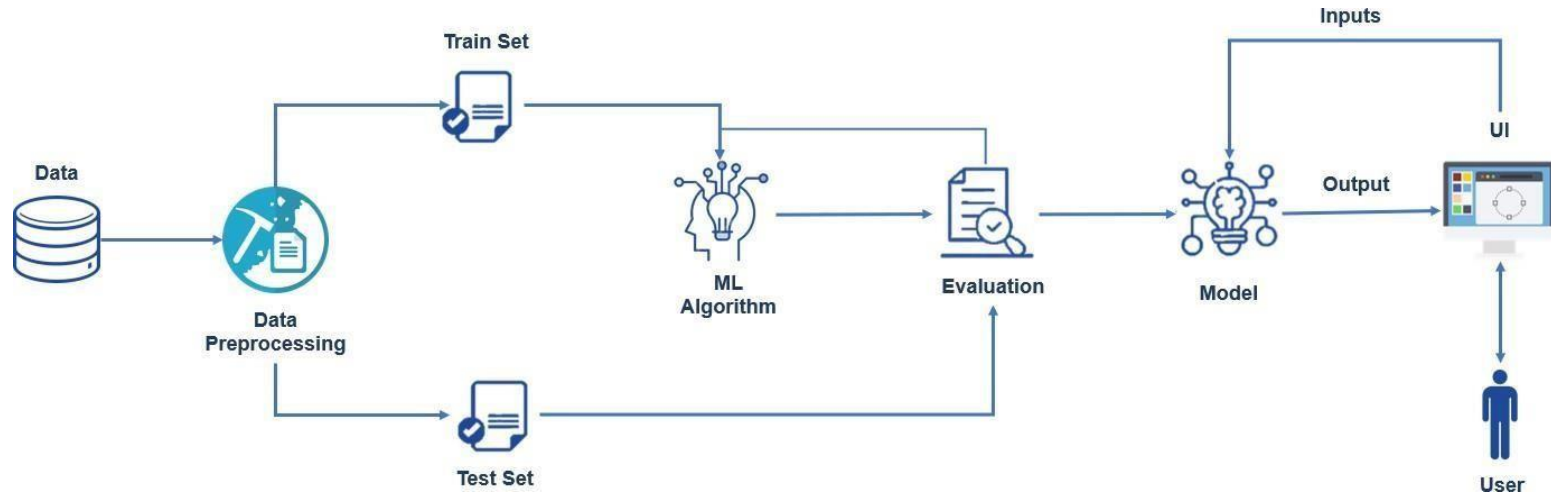 Inputs
Train Set
UI
Data
Output
ML
Algorithm
Evaluation
Model
Data
Preprocessing
Test Set
User